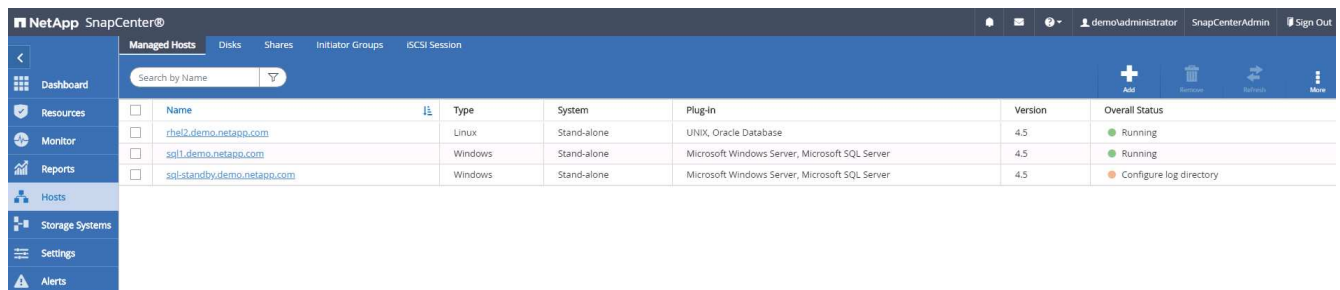 NetApp SnapCenter® demo\administrator SnapCenterAdmin Sign Out
Managed Hosts Disks Shares Initiator Groups iSCSI Session
Search by Name
Add Remove Refresh More
Dashboard
Resources
Monitor
Reports
Hosts
Storage Systems
Settings
Alerts
Name Type System Plug-in Version Overall Status
rhel2.demo.netapp.com Linux Stand-alone UNIX, Oracle Database 4.5 Running
sql1.demo.netapp.com Windows Stand-alone Microsoft Windows Server, Microsoft SQL Server 4.5 Running
sql-standby.demo.netapp.com Windows Stand-alone Microsoft Windows Server, Microsoft SQL Server 4.5 Configure log directory